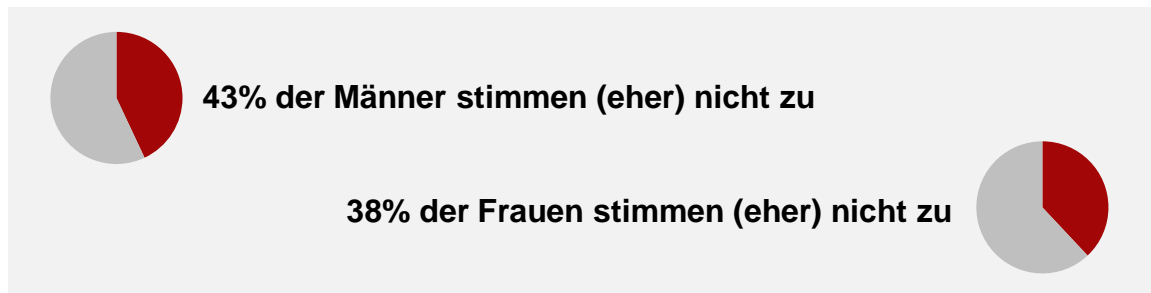 43% der Männer stimmen (eher) nicht zu
38% der Frauen stimmen (eher) nicht zu